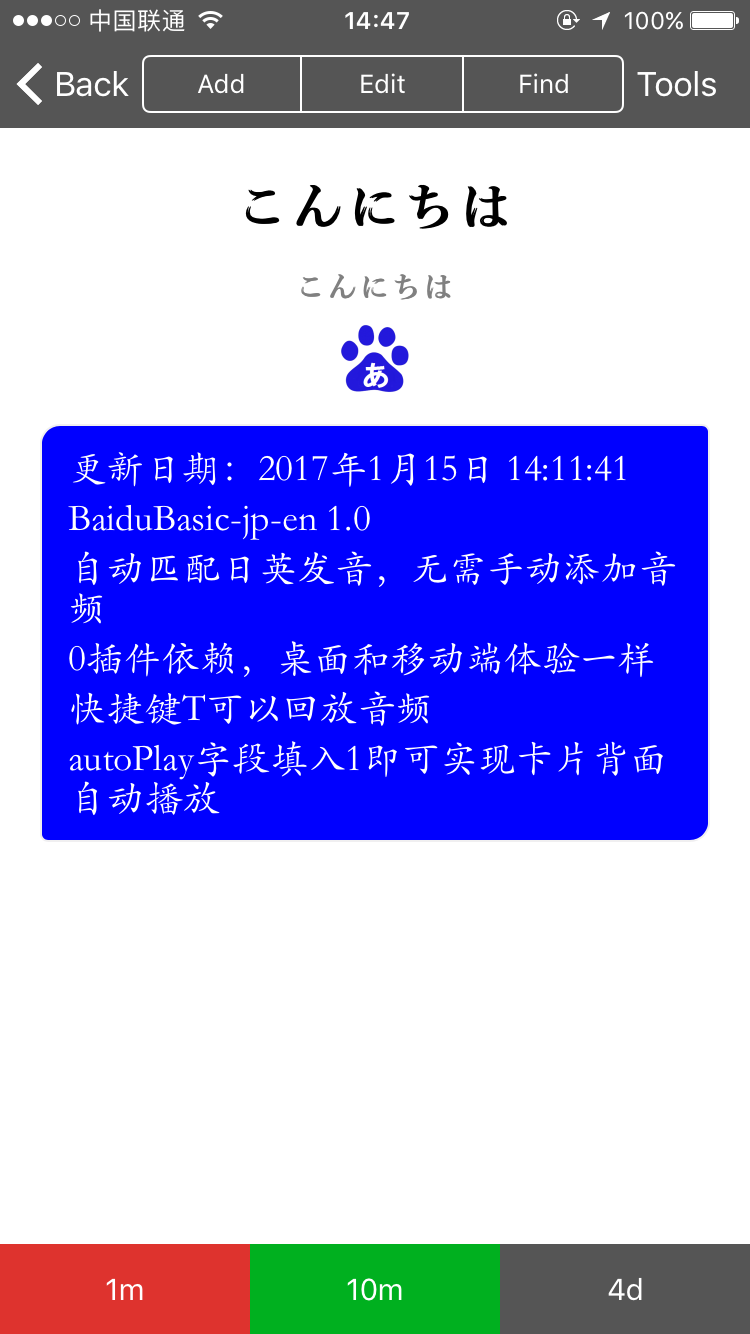 中国联通 14:47 100%
Back Add Edit Find Tools
こんにちは
こんにちは
あ
更新日期：2017年1月15日 14:11:41
BaiduBasic-jp-en 1.0
自动匹配日英发音，无需手动添加音
频
0插件依赖，桌面和移动端体验一样
快捷键T可以回放音频
autoPlay字段填入1即可实现卡片背面
自动播放
1m 10m 4d